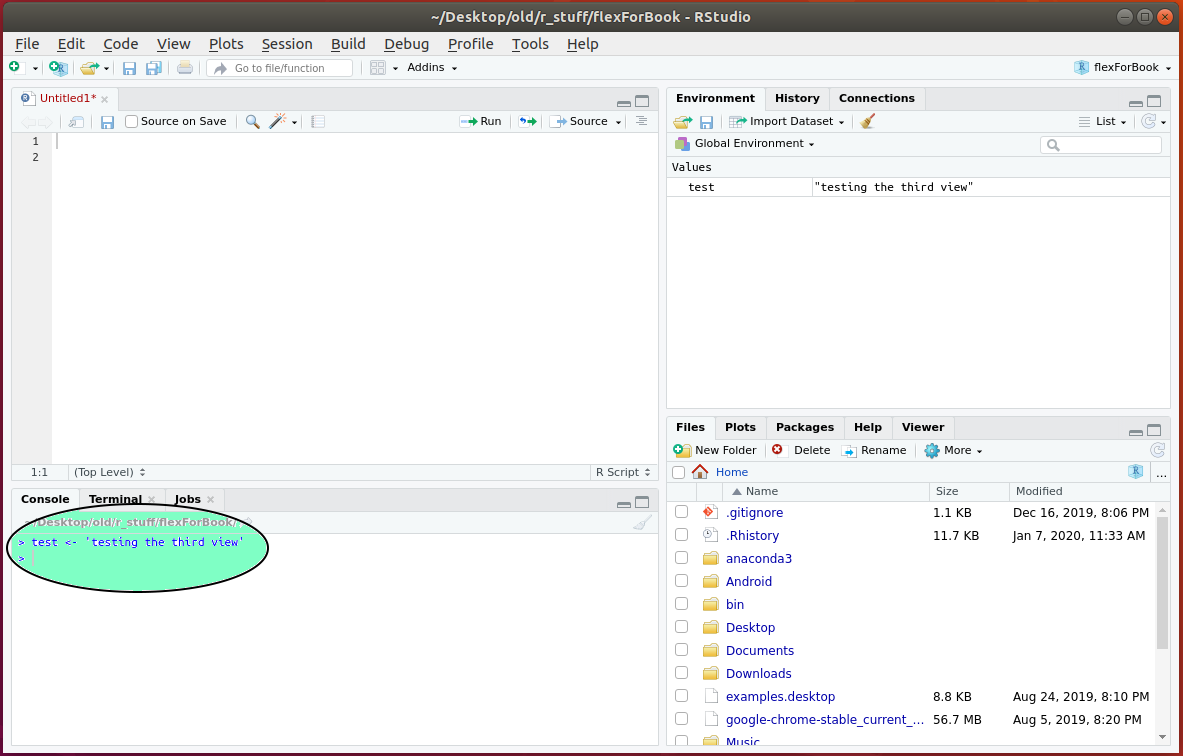 ~/Desktop/old/r_stuff/flexForBook - RStudio
File Edit Code View Plots Session Build Debug Profile Tools Help
Go to file/function Addins flexForBook
Untitled1*
Source on Save Run Source
1
2
1:1 (Top Level) R Script
Console Terminal Jobs
~/Desktop/old/r_stuff/flexForBook/
> test <- 'testing the third view'
>
Environment History Connections
Import Dataset List
Global Environment
Values
test "testing the third view"
Files Plots Packages Help Viewer
New Folder Delete Rename More
Home ...
Name Size Modified
.gitignore 1.1 KB Dec 16, 2019, 8:06 PM
.Rhistory 11.7 KB Jan 7, 2020, 11:33 AM
anaconda3
Android
bin
Desktop
Documents
Downloads
examples.desktop 8.8 KB Aug 24, 2019, 8:10 PM
google-chrome-stable_current_... 56.7 MB Aug 5, 2019, 8:20 PM
Music